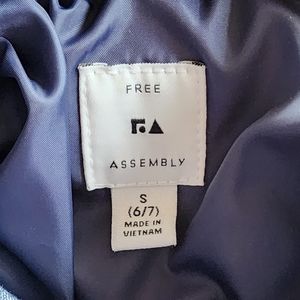 FREE
ASSEMBLY
S
(6/7)
MADE IN
VIETNAM